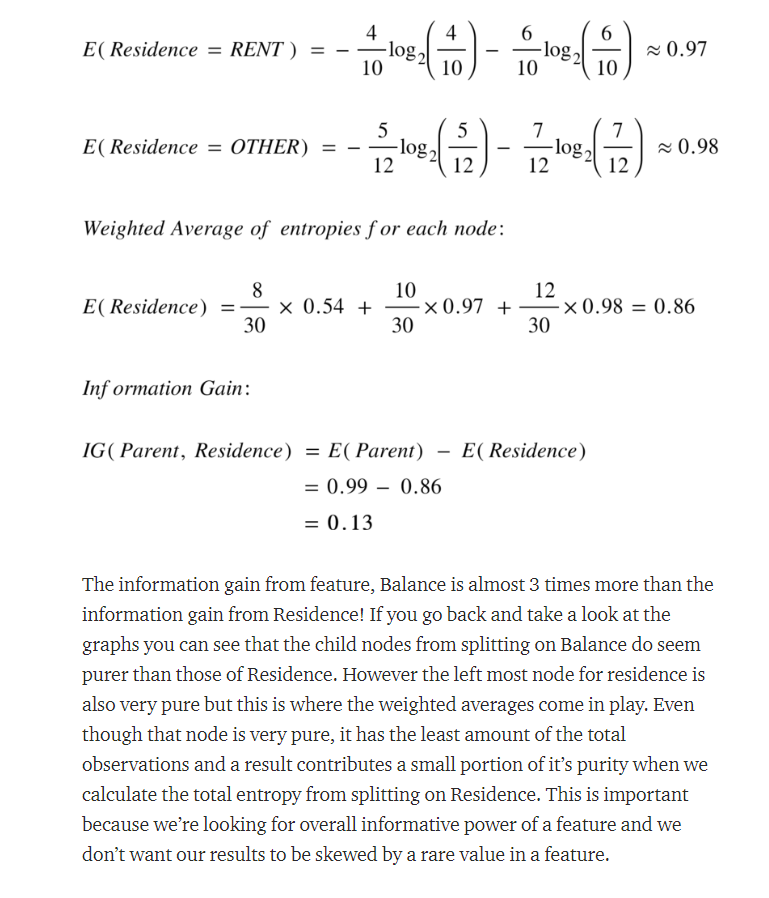 E( Residence = RENT ) = − 4/10 log₂( 4/10 ) − 6/10 log₂( 6/10 ) ≈ 0.97
E( Residence = OTHER) = − 5/12 log₂( 5/12 ) − 7/12 log₂( 7/12 ) ≈ 0.98
Weighted Average of entropies for each node:
E( Residence) = 8/30 × 0.54 + 10/30 × 0.97 + 12/30 × 0.98 = 0.86
Information Gain:
IG( Parent, Residence) = E( Parent) − E( Residence)
= 0.99 − 0.86
= 0.13
The information gain from feature, Balance is almost 3 times more than the
information gain from Residence! If you go back and take a look at the
graphs you can see that the child nodes from splitting on Balance do seem
purer than those of Residence. However the left most node for residence is
also very pure but this is where the weighted averages come in play. Even
though that node is very pure, it has the least amount of the total
observations and a result contributes a small portion of it’s purity when we
calculate the total entropy from splitting on Residence. This is important
because we’re looking for overall informative power of a feature and we
don’t want our results to be skewed by a rare value in a feature.